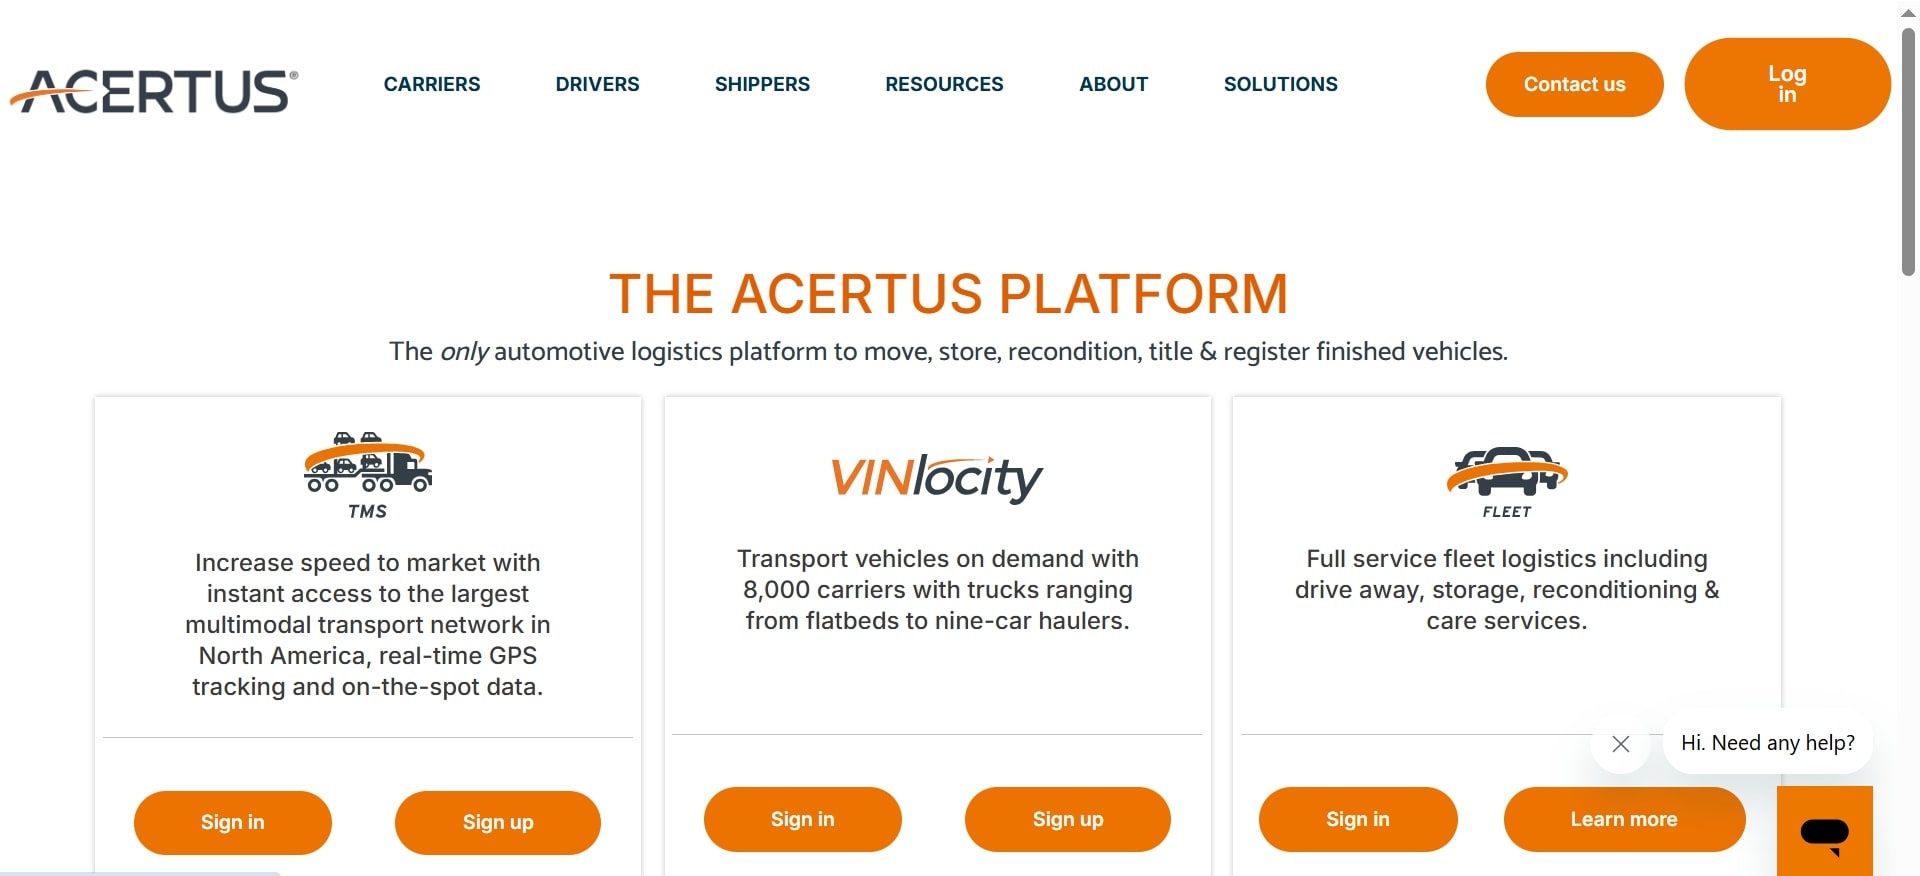 ACERTUS®
CARRIERS
DRIVERS
SHIPPERS
RESOURCES
ABOUT
SOLUTIONS
Contact us
Log
in
THE ACERTUS PLATFORM
The only automotive logistics platform to move, store, recondition, title & register finished vehicles.
TMS
Increase speed to market with
instant access to the largest
multimodal transport network in
North America, real-time GPS
tracking and on-the-spot data.
Sign in
Sign up
VINlocity
Transport vehicles on demand with
8,000 carriers with trucks ranging
from flatbeds to nine-car haulers.
Sign in
Sign up
FLEET
Full service fleet logistics including
drive away, storage, reconditioning &
care services.
Sign in
Learn more
Hi. Need any help?